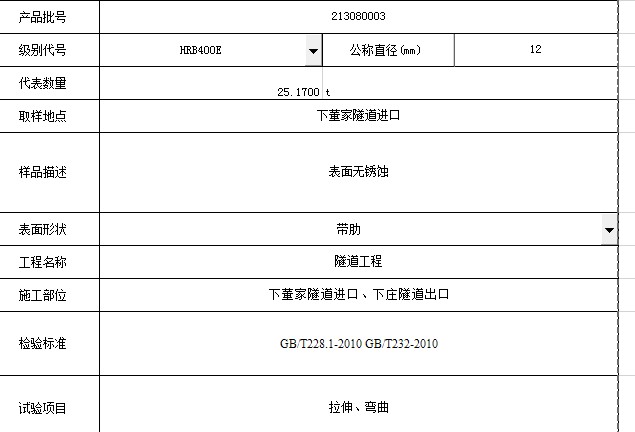 产品批号 213080003
级别代号 HRB400E 公称直径(mm) 12
代表数量 25.1700 t
取样地点 下董家隧道进口
样品描述 表面无锈蚀
表面形状 带肋
工程名称 隧道工程
施工部位 下董家隧道进口、下庄隧道出口
检验标准 GB/T228.1-2010 GB/T232-2010
试验项目 拉伸、弯曲